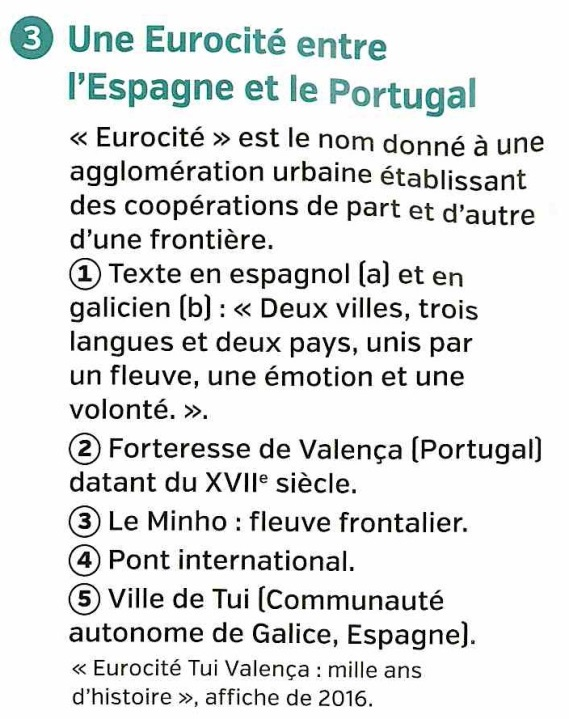 3 Une Eurocité entre
l'Espagne et le Portugal
« Eurocité » est le nom donné à une
agglomération urbaine établissant
des coopérations de part et d'autre
d'une frontière.
① Texte en espagnol (a) et en
galicien (b) : « Deux villes, trois
langues et deux pays, unis par
un fleuve, une émotion et une
volonté. ».
② Forteresse de Valença (Portugal)
datant du XVIIe siècle.
③ Le Minho : fleuve frontalier.
④ Pont international.
⑤ Ville de Tui (Communauté
autonome de Galice, Espagne).
« Eurocité Tui Valença : mille ans
d'histoire », affiche de 2016.